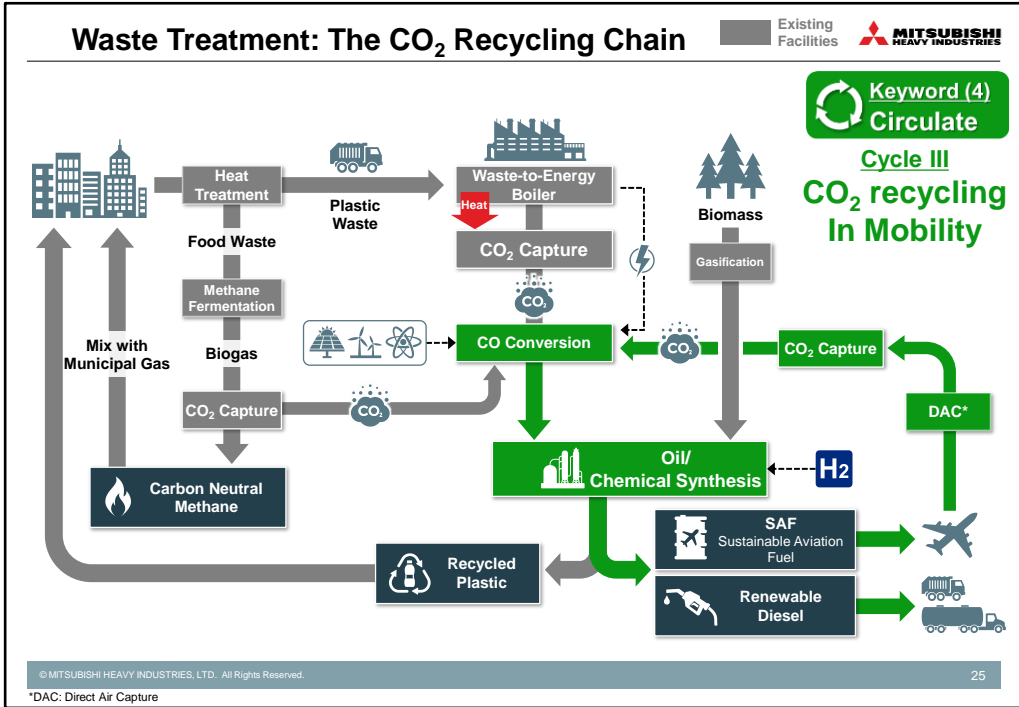 Waste Treatment: The CO₂ Recycling Chain
Existing
Facilities
MITSUBISHI
HEAVY INDUSTRIES
Keyword (4)
Circulate
Cycle III
CO₂ recycling
In Mobility
Heat
Treatment
Plastic
Waste
Waste-to-Energy
Boiler
Heat
CO₂ Capture
CO₂
Biomass
Gasification
Food Waste
Methane
Fermentation
Biogas
Mix with
Municipal Gas
CO₂ Capture
CO₂
CO Conversion
CO₂
CO₂ Capture
DAC*
Carbon Neutral
Methane
Oil/
Chemical Synthesis
H2
SAF
Sustainable Aviation
Fuel
Recycled
Plastic
Renewable
Diesel
© MITSUBISHI HEAVY INDUSTRIES, LTD. All Rights Reserved.
25
*DAC: Direct Air Capture